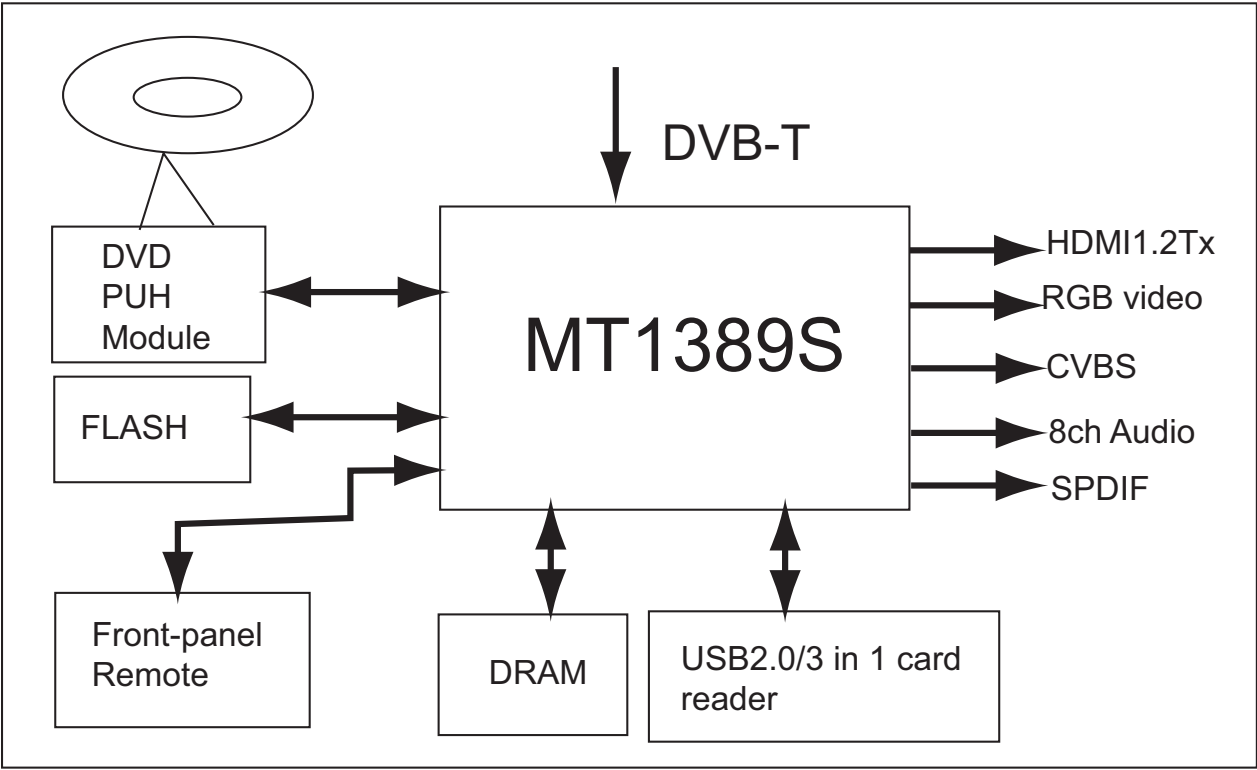 DVB-T
DVD
PUH
Module
MT1389S
HDMI1.2Tx
RGB video
CVBS
8ch Audio
SPDIF
FLASH
Front-panel
Remote
DRAM
USB2.0/3 in 1 card
reader